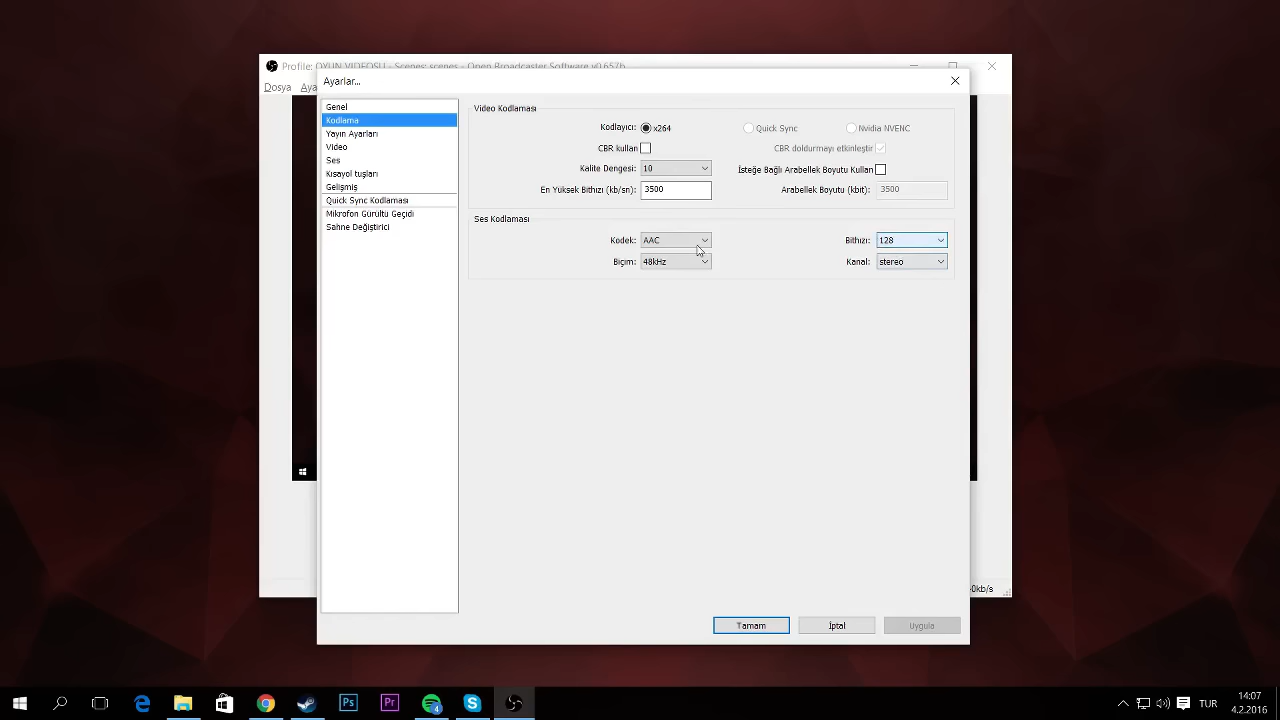 Profile: OYUN VIDEOSU - Scenes: scenes - Open Broadcaster Software v0.657b
Dosya
Aya
Ayarlar...
Genel
Kodlama
Yayın Ayarları
Video
Ses
Kısayol tuşları
Gelişmiş
Quick Sync Kodlaması
Mikrofon Gürültü Geçidi
Sahne Değiştirici
Video Kodlaması
Kodlayıcı: x264 Quick Sync Nvidia NVENC
CBR kullan CBR doldurmayı etkinleştir
Kalite Dengesi: 10 İsteğe Bağlı Arabellek Boyutu Kullan
En Yüksek Bithızı (kb/sn): 3500 Arabellek Boyutu (kbit): 3500
Ses Kodlaması
Kodek: AAC Bithızı: 128
Biçim: 48kHz Kanal: stereo
0kb/s
Tamam İptal Uygula
Ps
Pr
4
TUR
14:07
4.2.2016